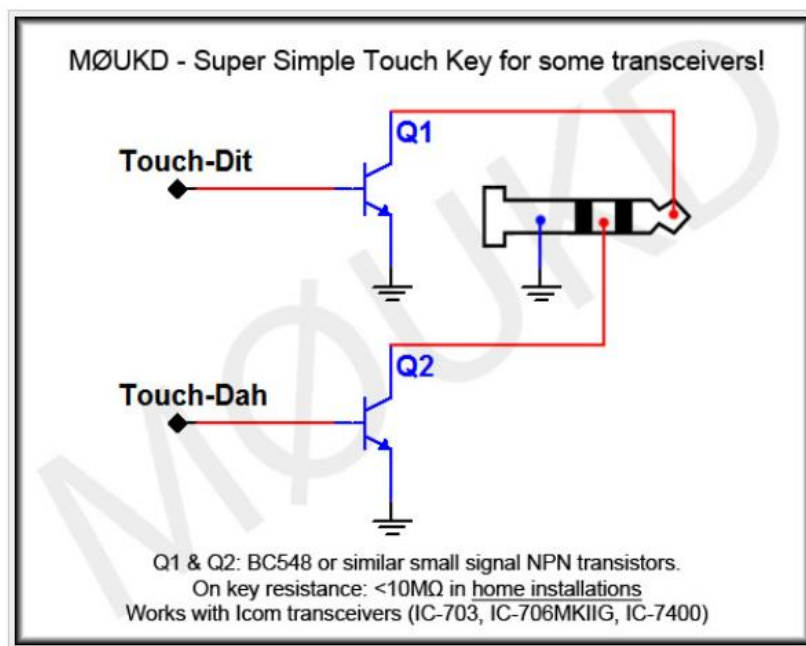 MØUKD - Super Simple Touch Key for some transceivers!
Q1
Touch-Dit
Q2
Touch-Dah
MØUKD
Q1 & Q2: BC548 or similar small signal NPN transistors.
On key resistance: <10MΩ in home installations
Works with Icom transceivers (IC-703, IC-706MKIIG, IC-7400)